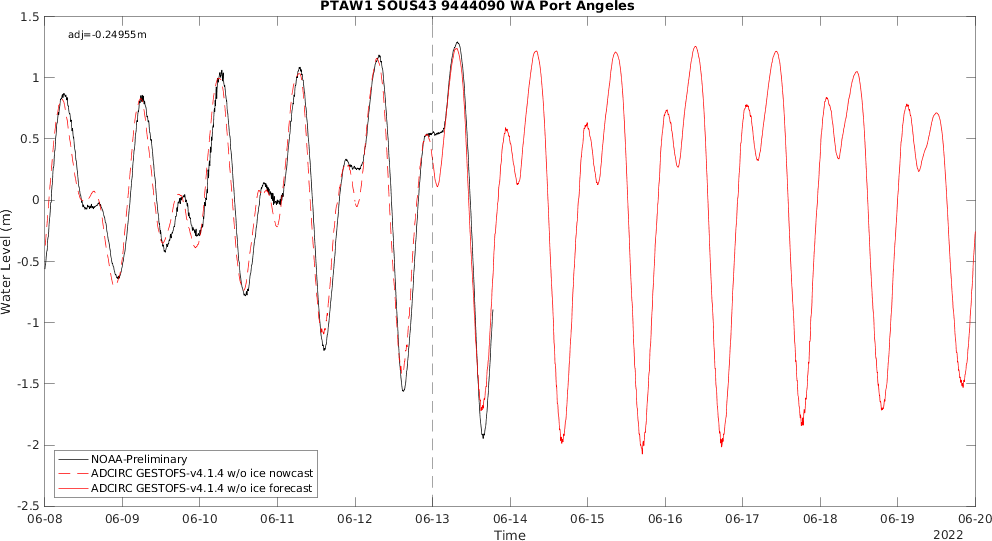 PTAW1 SOUS43 9444090 WA Port Angeles
adj=-0.24955m
1.5
1
0.5
0
-0.5
-1
-1.5
-2
-2.5
Water Level (m)
NOAA-Preliminary
ADCIRC GESTOFS-v4.1.4 w/o ice nowcast
ADCIRC GESTOFS-v4.1.4 w/o ice forecast
06-08 06-09 06-10 06-11 06-12 06-13 06-14 06-15 06-16 06-17 06-18 06-19 06-20
Time
2022